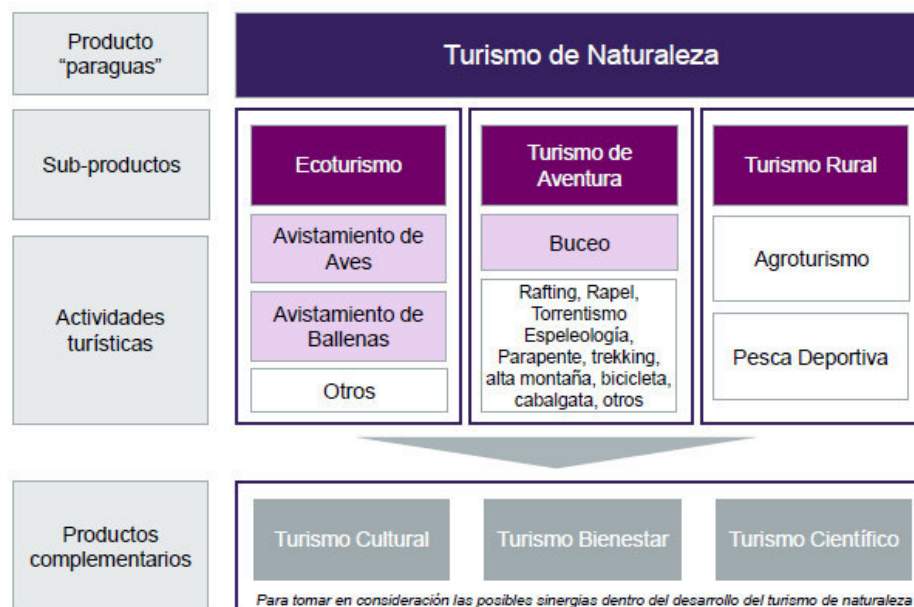 Producto
“paraguas”
Turismo de Naturaleza
Sub-productos
Ecoturismo
Turismo de
Aventura
Turismo Rural
Actividades
turísticas
Avistamiento de
Aves
Avistamiento de
Ballenas
Otros
Buceo
Rafting, Rapel,
Torrentismo
Espeleología,
Parapente, trekking,
alta montaña, bicicleta,
cabalgata, otros
Agroturismo
Pesca Deportiva
Productos
complementarios
Turismo Cultural
Turismo Bienestar
Turismo Científico
Para tomar en consideración las posibles sinergias dentro del desarrollo del turismo de naturaleza